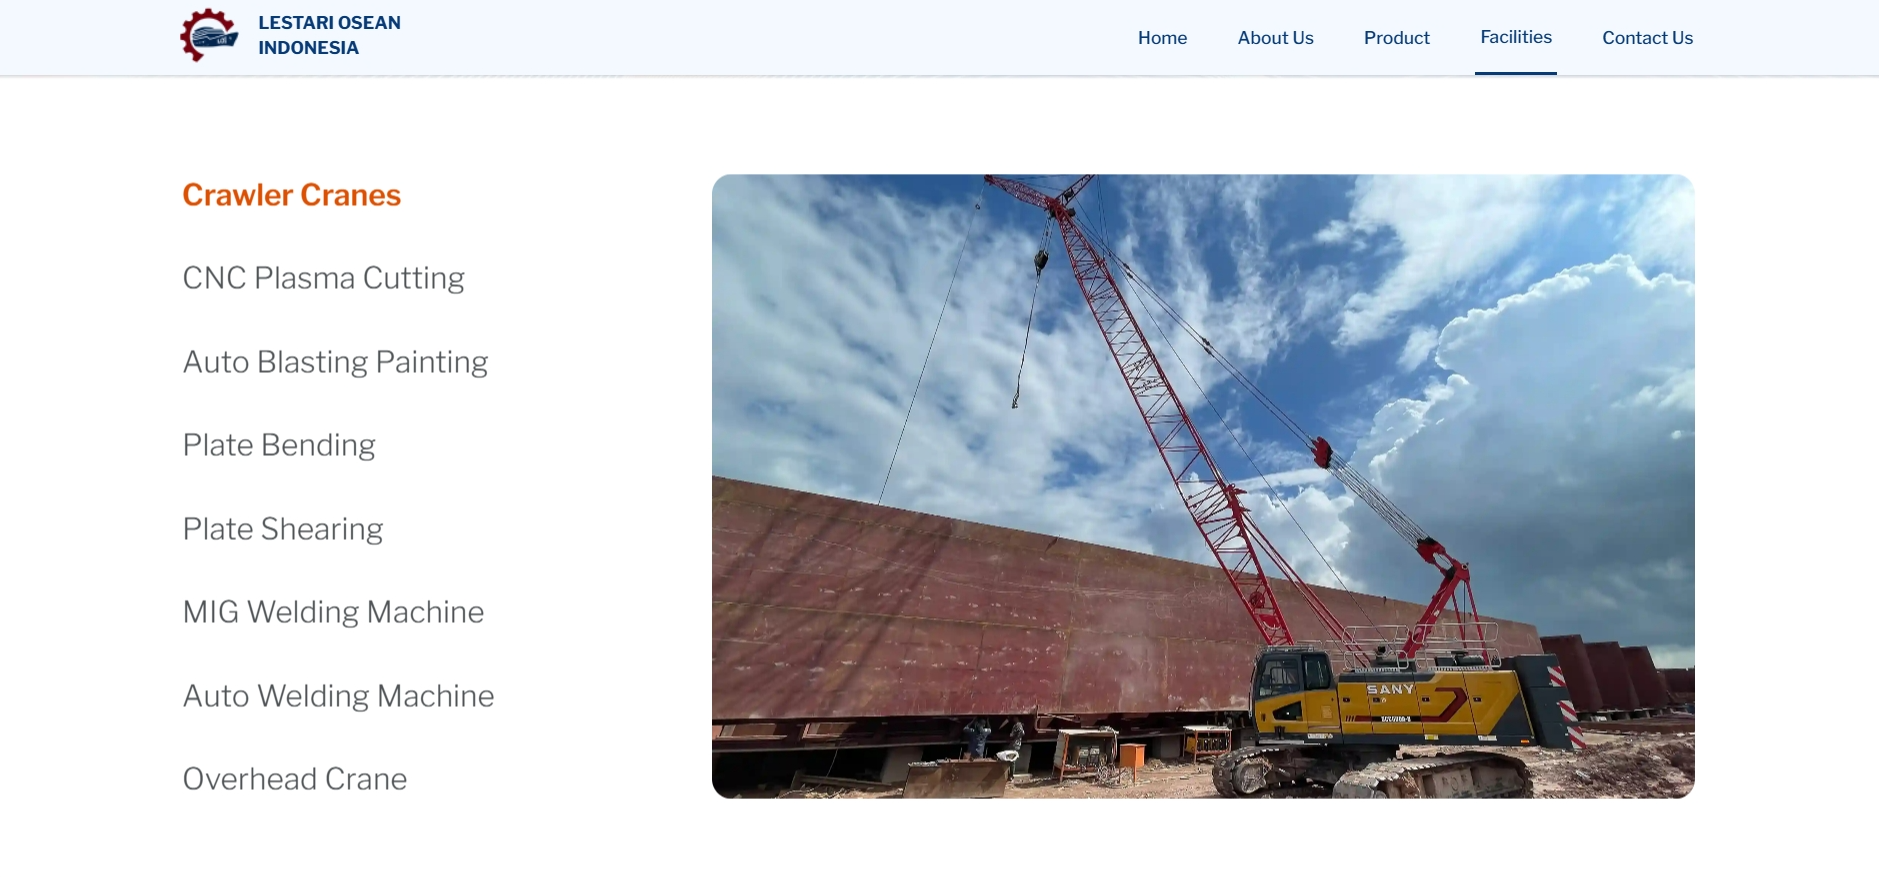 LESTARI OSEAN
INDONESIA
Home
About Us
Product
Facilities
Contact Us
Crawler Cranes
CNC Plasma Cutting
Auto Blasting Painting
Plate Bending
Plate Shearing
MIG Welding Machine
Auto Welding Machine
Overhead Crane
SANY